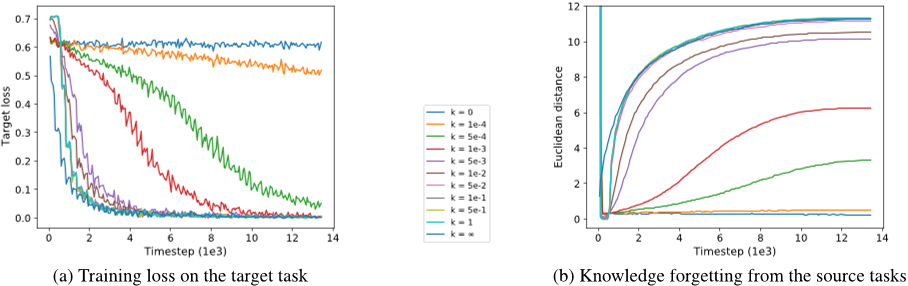 0.7
0.6
0.5
0.4
0.3
0.2
0.1
0.0
Target loss
0 2 4 6 8 10 12 14
Timestep (1e3)
(a) Training loss on the target task
k = 0
k = 1e-4
k = 5e-4
k = 1e-3
k = 5e-3
k = 1e-2
k = 5e-2
k = 1e-1
k = 5e-1
k = 1
k = ∞
12
10
8
6
4
2
0
Euclidean distance
0 2 4 6 8 10 12 14
Timestep (1e3)
(b) Knowledge forgetting from the source tasks